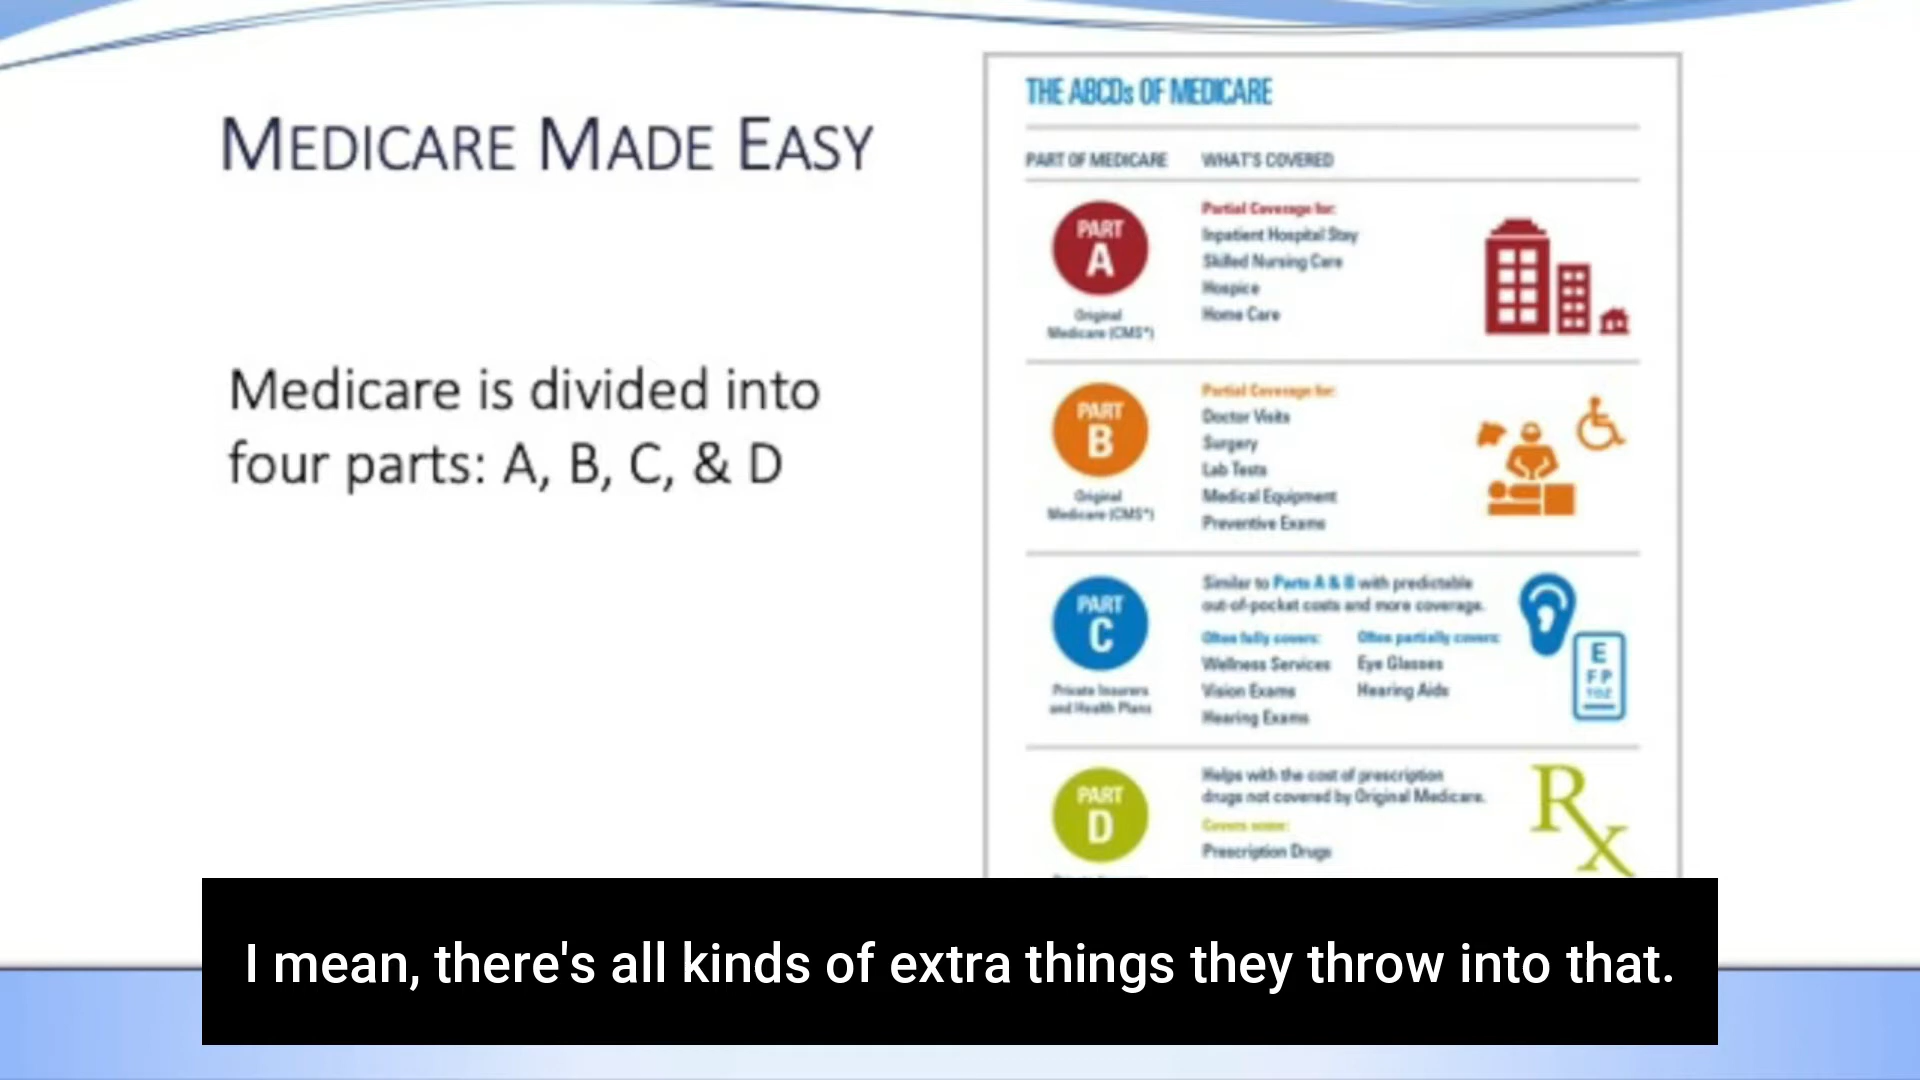 MEDICARE MADE EASY
Medicare is divided into
four parts: A, B, C, & D
THE ABCDs OF MEDICARE
PART OF MEDICARE WHAT'S COVERED
PART
A
Original
Medicare (CMS*)
Partial Coverage for:
Inpatient Hospital Stay
Skilled Nursing Care
Hospice
Home Care
PART
B
Original
Medicare (CMS*)
Partial Coverage for:
Doctor Visits
Surgery
Lab Tests
Medical Equipment
Preventive Exams
PART
C
Private Insurers
and Health Plans
Similar to Parts A & B with predictable
out-of-pocket costs and more coverage.
Often fully covers:
Wellness Services
Vision Exams
Hearing Exams
Often partially covers:
Eye Glasses
Hearing Aids
E
F P
TOZ
PART
D
Helps with the cost of prescription
drugs not covered by Original Medicare.
Covers some:
Prescription Drugs
Rx
I mean, there's all kinds of extra things they throw into that.